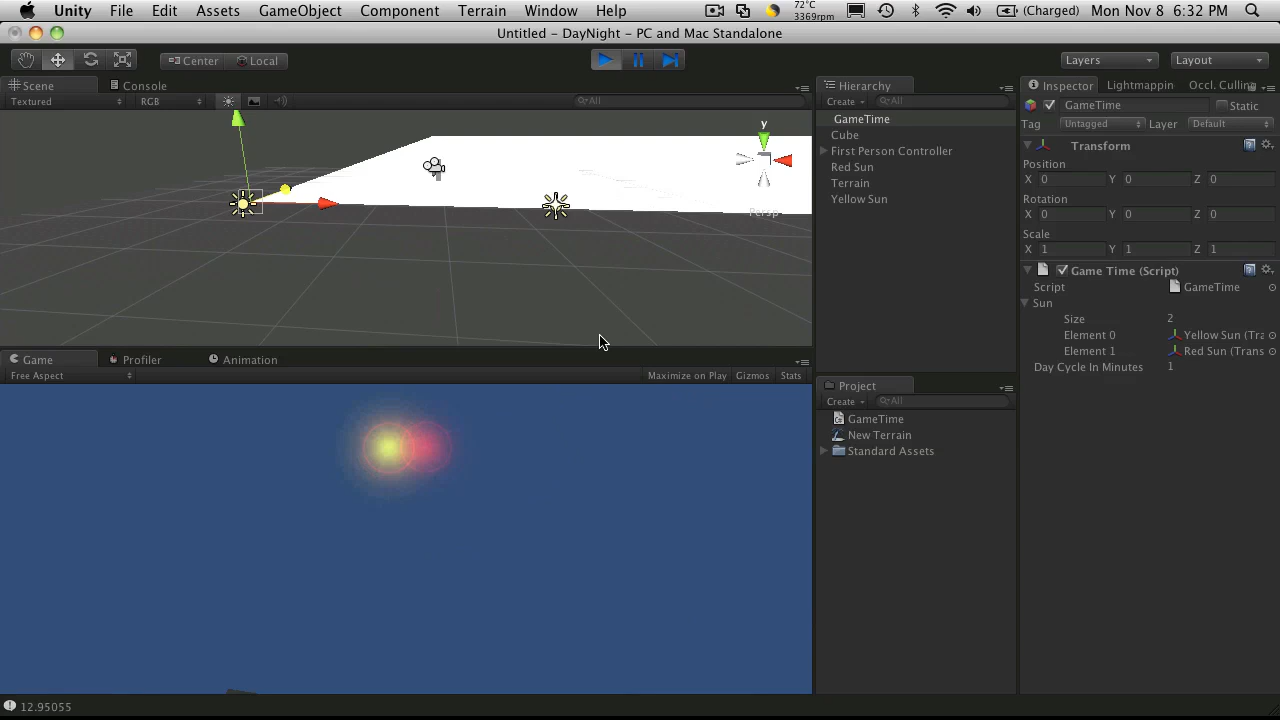 Unity File Edit Assets GameObject Component Terrain Window Help 72°C 3369rpm (Charged) Mon Nov 8 6:32 PM
Untitled – DayNight – PC and Mac Standalone
Center Local Layers Layout
Scene Console
Textured RGB All
y
Persp
Game Profiler Animation
Free Aspect Maximize on Play Gizmos Stats
12.95055
Hierarchy
Create All
GameTime
Cube
First Person Controller
Red Sun
Terrain
Yellow Sun
Project
Create All
GameTime
New Terrain
Standard Assets
Inspector Lightmappin Occl. Culling
GameTime Static
Tag Untagged Layer Default
Transform
Position
X 0 Y 0 Z 0
Rotation
X 0 Y 0 Z 0
Scale
X 1 Y 1 Z 1
Game Time (Script)
Script GameTime
Sun
Size 2
Element 0 Yellow Sun (Tra
Element 1 Red Sun (Trans
Day Cycle In Minutes 1